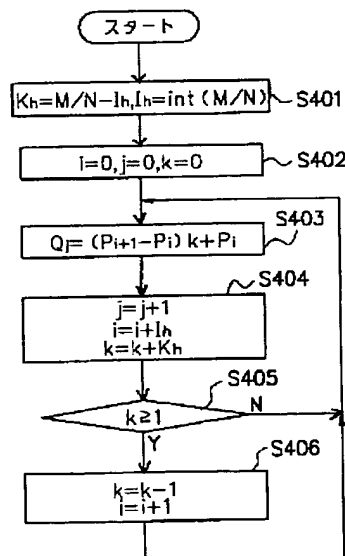 スタート
Kh=M/N-Ih,Ih=int(M/N)
S401
i=0,j=0,k=0
S402
S403
Qj=(Pi+1-Pi)k+Pi
S404
j=j+1
i=i+Ih
k=k+Kh
S405
k≥1
N
Y
S406
k=k-1
i=i+1